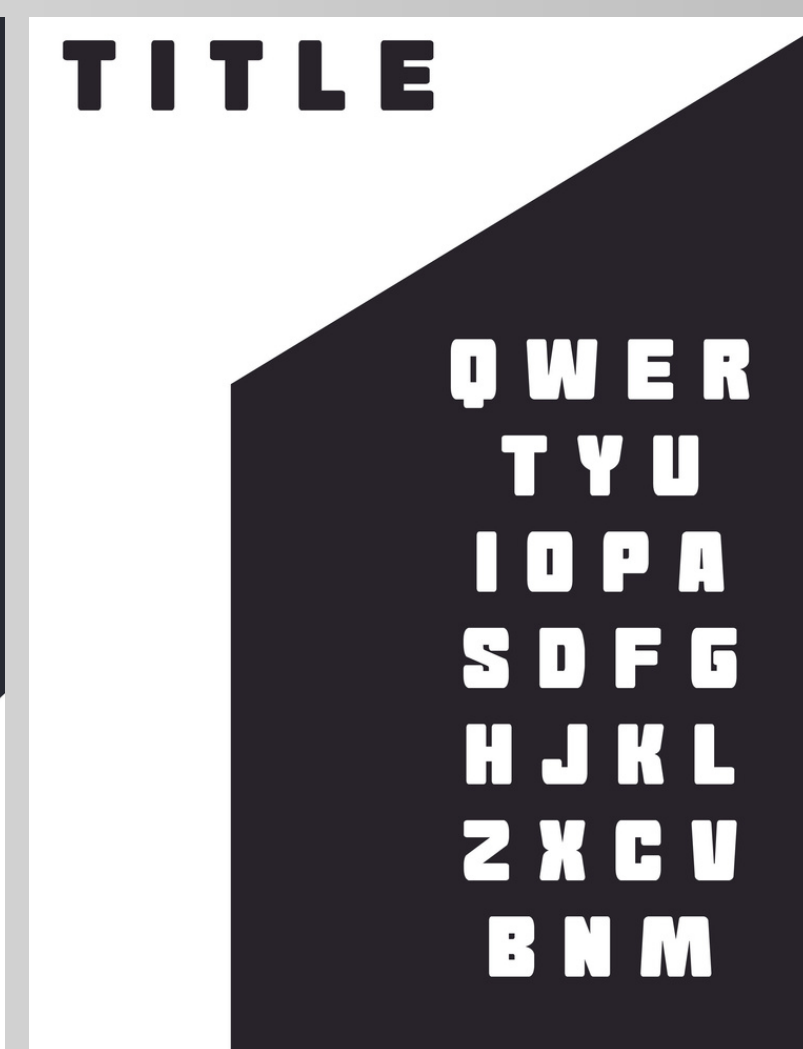 TITLE
QWER
TYU
IOPA
SDFG
HJKL
ZXCV
BNM